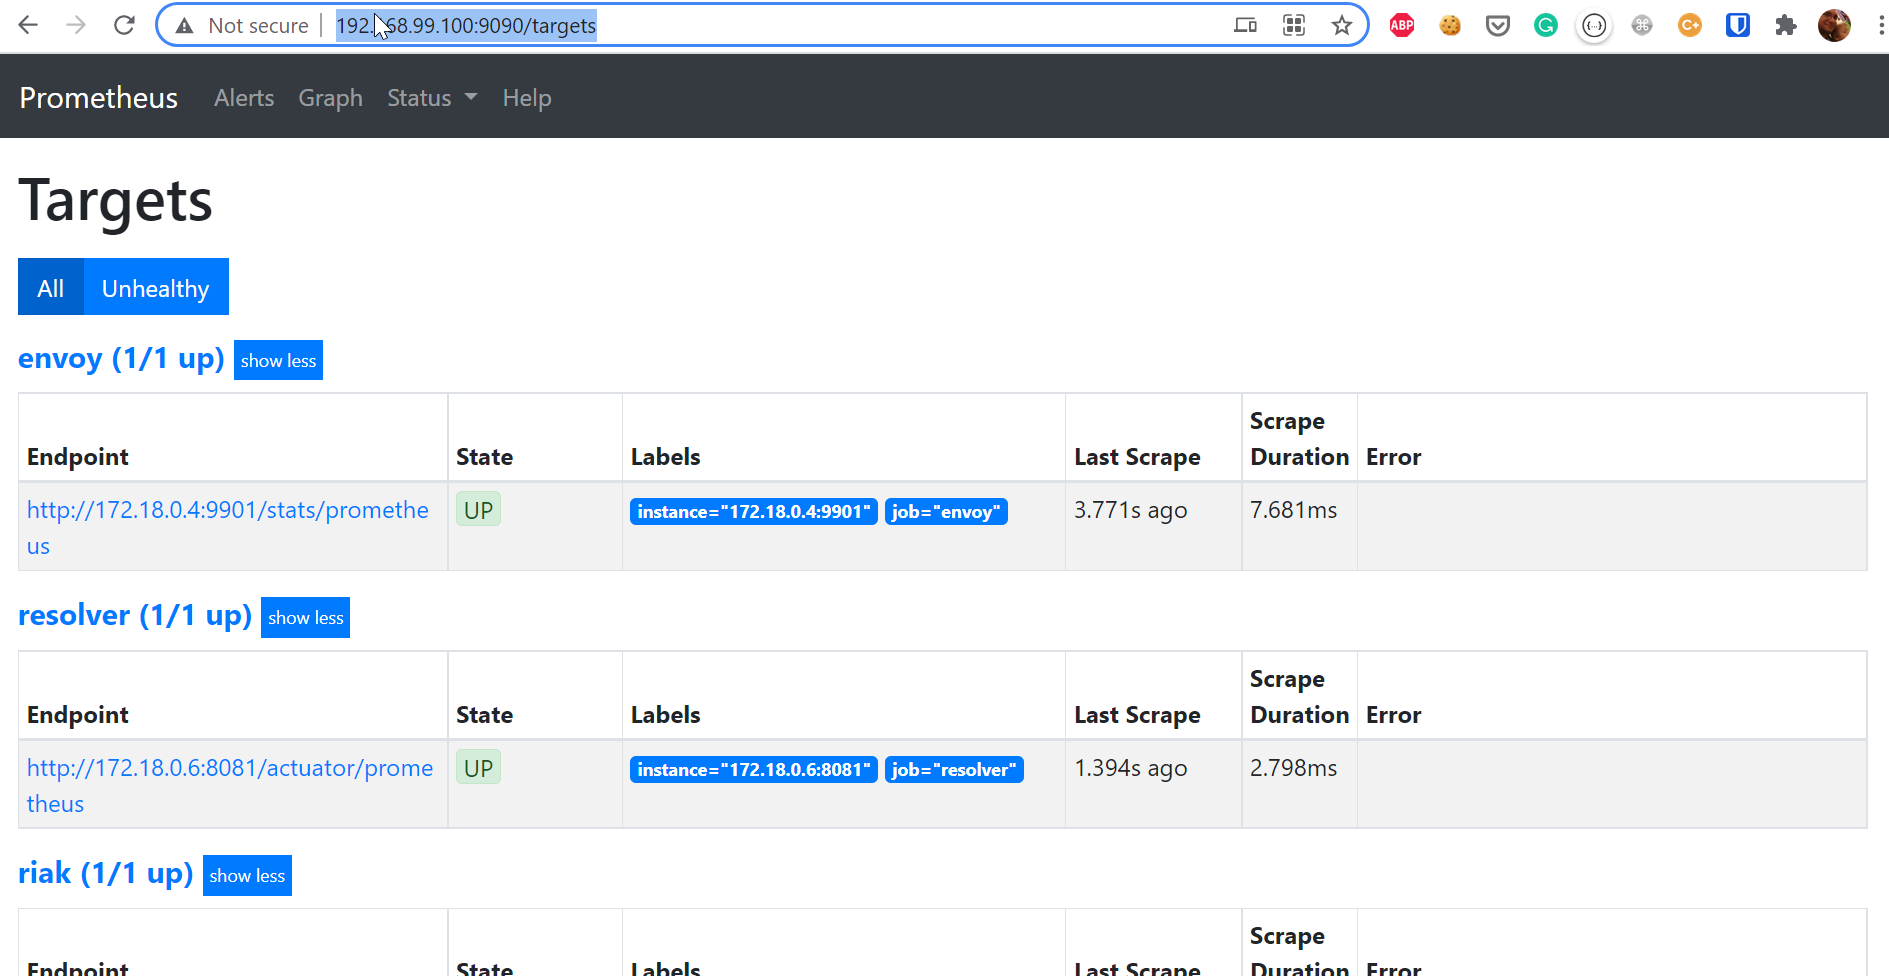 Not secure 192.168.99.100:9090/targets
ABP
Prometheus Alerts Graph Status Help
Targets
All Unhealthy
envoy (1/1 up) show less
Endpoint State Labels Last Scrape Scrape Duration Error
http://172.18.0.4:9901/stats/prometheus UP instance="172.18.0.4:9901" job="envoy" 3.771s ago 7.681ms
resolver (1/1 up) show less
Endpoint State Labels Last Scrape Scrape Duration Error
http://172.18.0.6:8081/actuator/prometheus UP instance="172.18.0.6:8081" job="resolver" 1.394s ago 2.798ms
riak (1/1 up) show less
Endpoint State Labels Last Scrape Scrape Duration Error